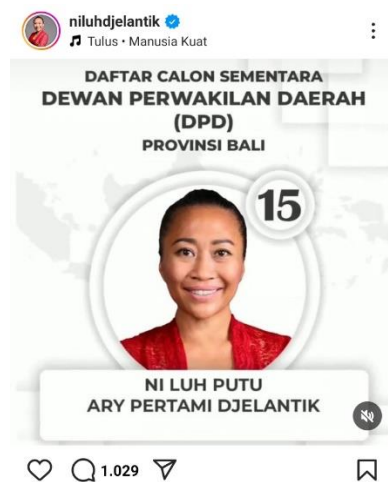 niluhdjelantik
Tulus • Manusia Kuat
DAFTAR CALON SEMENTARA
DEWAN PERWAKILAN DAERAH
(DPD)
PROVINSI BALI
15
NI LUH PUTU
ARY PERTAMI DJELANTIK
1.029